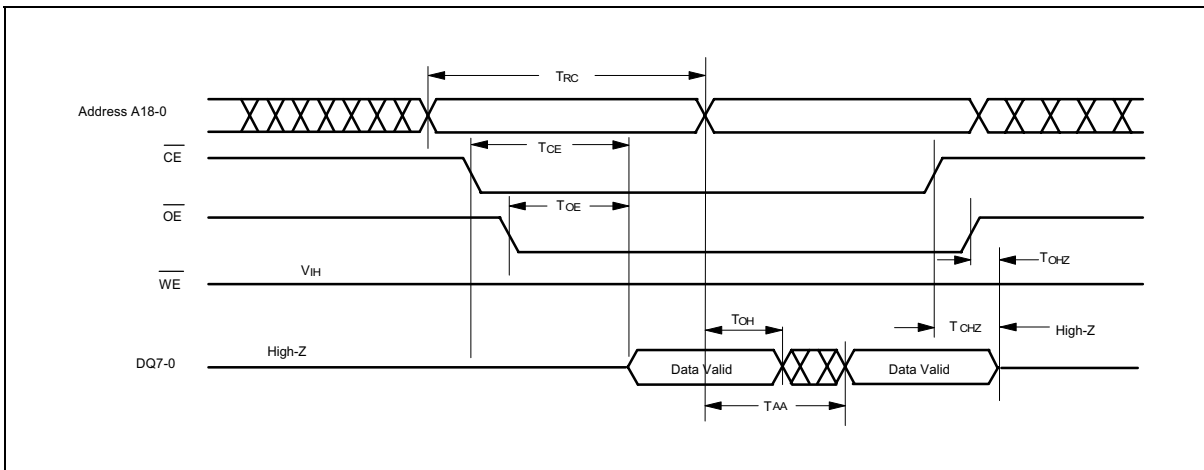 TRC
Address A18-0
TCE
CE
TOE
OE
TOHZ
VIH
WE
TOH
TCHZ
High-Z
High-Z
DQ7-0
Data Valid
Data Valid
TAA